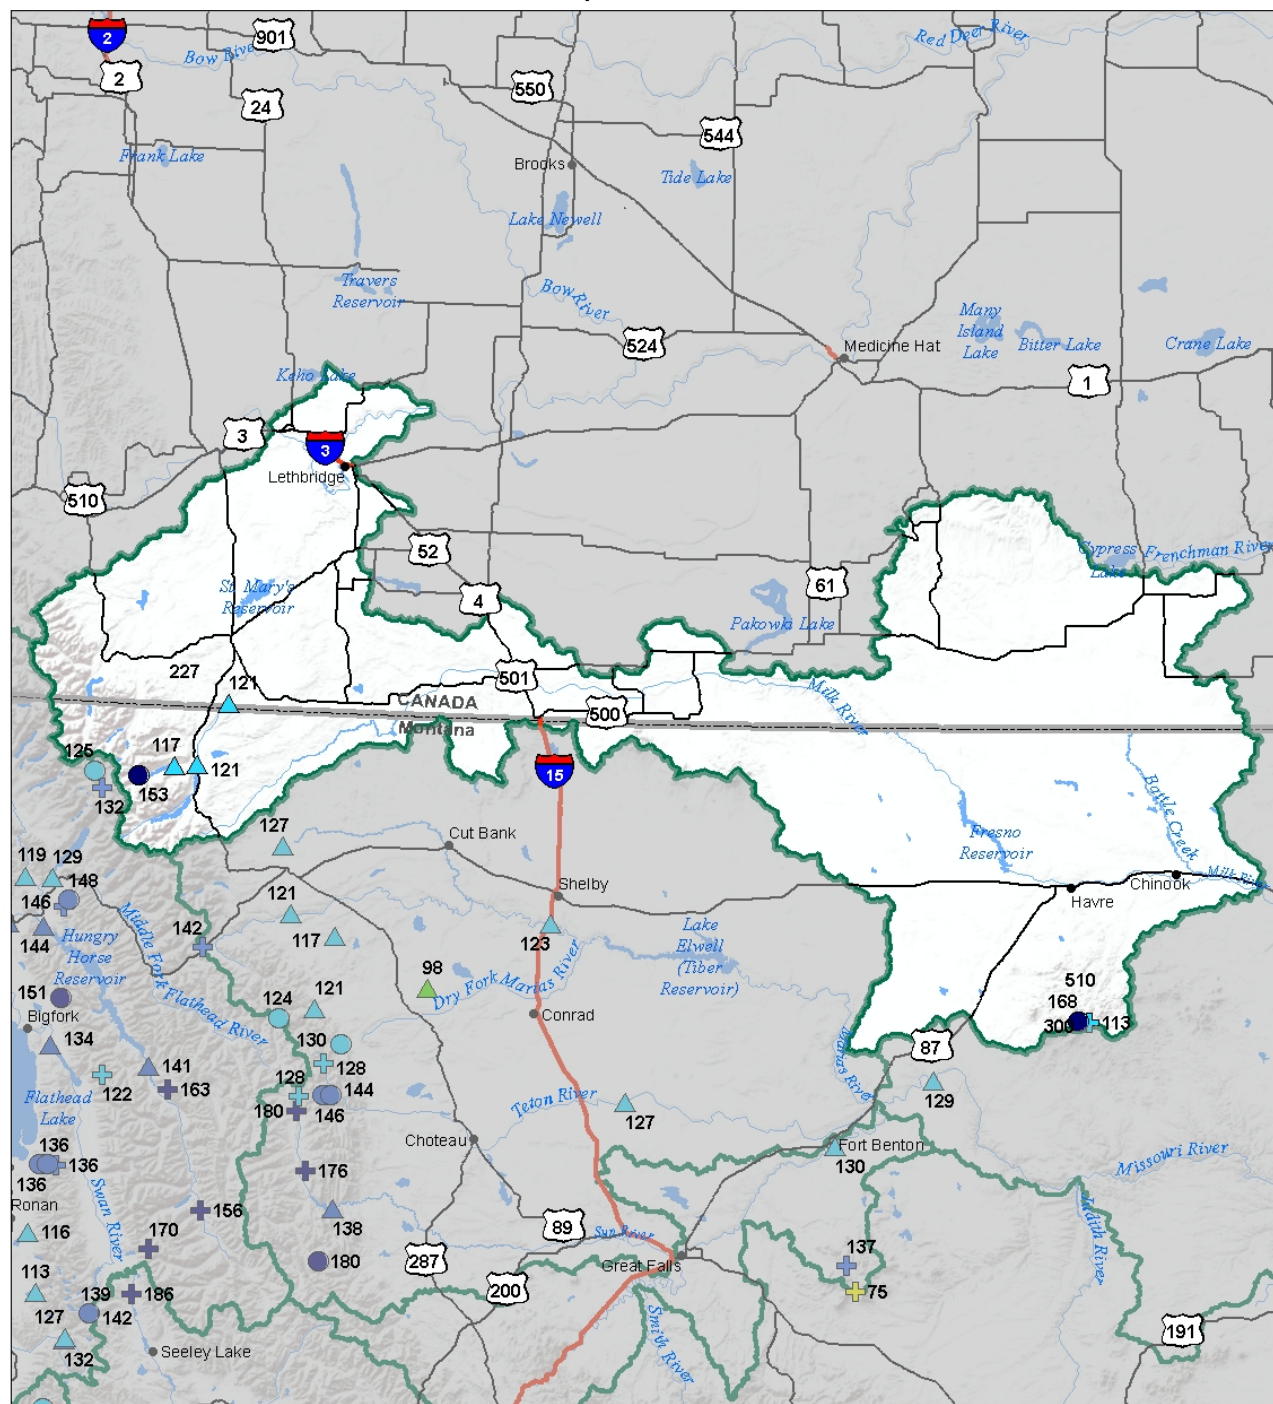 2
901
Bow River
Red Deer River
2
550
24
544
Frank Lake
Brooks
Tide Lake
Lake Newell
Travers
Reservoir
Bow River
Many
Island
Lake
Bitter Lake
Crane Lake
524
Medicine Hat
1
Keho Lake
3
3
Lethbridge
510
52
Cypress
Lake
Frenchman River
St. Mary's
Reservoir
4
61
Pakowki Lake
227
501
121
CANADA
Montana
500
Milk River
125
117
121
132
153
15
Battle Creek
127
Cut Bank
Fresno
Reservoir
119
129
148
146
Shelby
Chinook
Milk River
Havre
144
Hungry
Horse
Reservoir
Middle Fork Flathead River
142
121
117
123
Lake
Elwell
(Tiber
Reservoir)
98
Dry Fork Marias River
510
168
300
113
151
Bigfork
124
121
Conrad
134
130
128
87
Marias River
141
163
122
128
144
146
180
129
Flathead
Lake
Teton River
127
Choteau
Fort Benton
130
136
136
136
176
Missouri River
Ronan
Swan River
156
138
89
Sun River
Judith River
116
170
180
287
Great Falls
137
113
139
186
200
75
127
142
132
Seeley Lake
Smith River
191